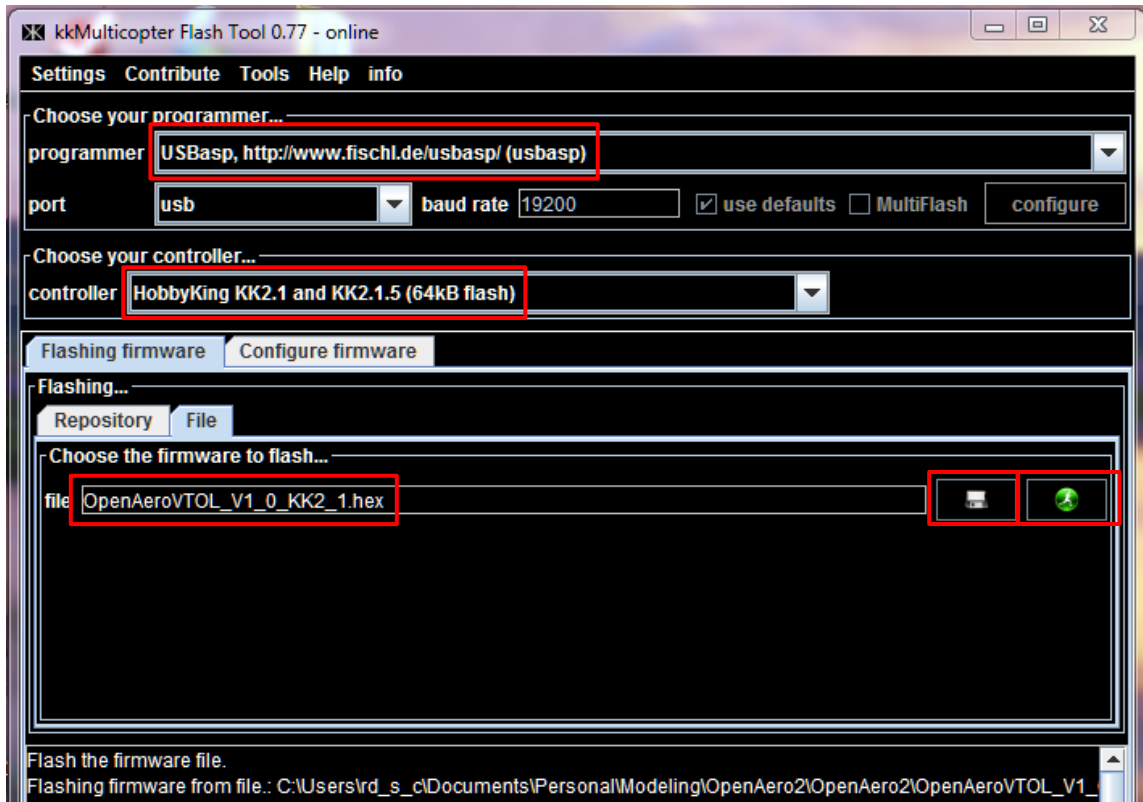 kkMulticopter Flash Tool 0.77 - online
Settings Contribute Tools Help info
Choose your programmer...
programmer USBasp, http://www.fischl.de/usbasp/ (usbasp)
port usb baud rate 19200 use defaults MultiFlash configure
Choose your controller...
controller HobbyKing KK2.1 and KK2.1.5 (64kB flash)
Flashing firmware Configure firmware
Flashing...
Repository File
Choose the firmware to flash...
file OpenAeroVTOL_V1_0_KK2_1.hex
Flash the firmware file.
Flashing firmware from file.: C:\Users\rd_s_c\Documents\Personal\Modeling\OpenAero2\OpenAero2\OpenAeroVTOL_V1_